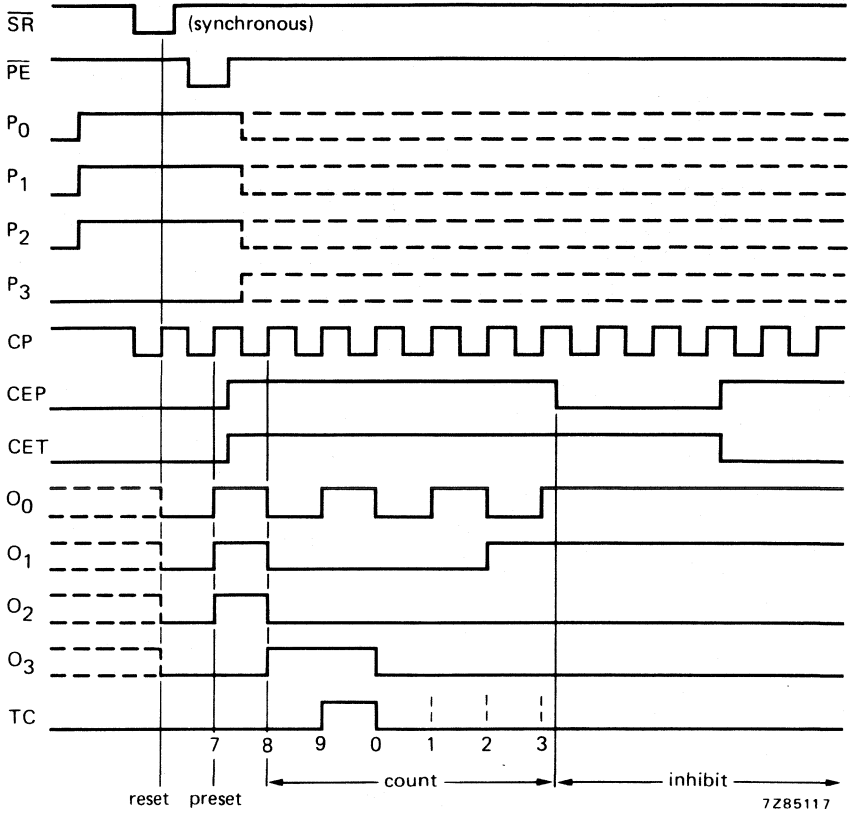 SR (synchronous)
PE
P0
P1
P2
P3
CP
CEP
CET
O0
O1
O2
O3
TC
7 8 9 0 1 2 3
count inhibit
reset preset
7Z85117